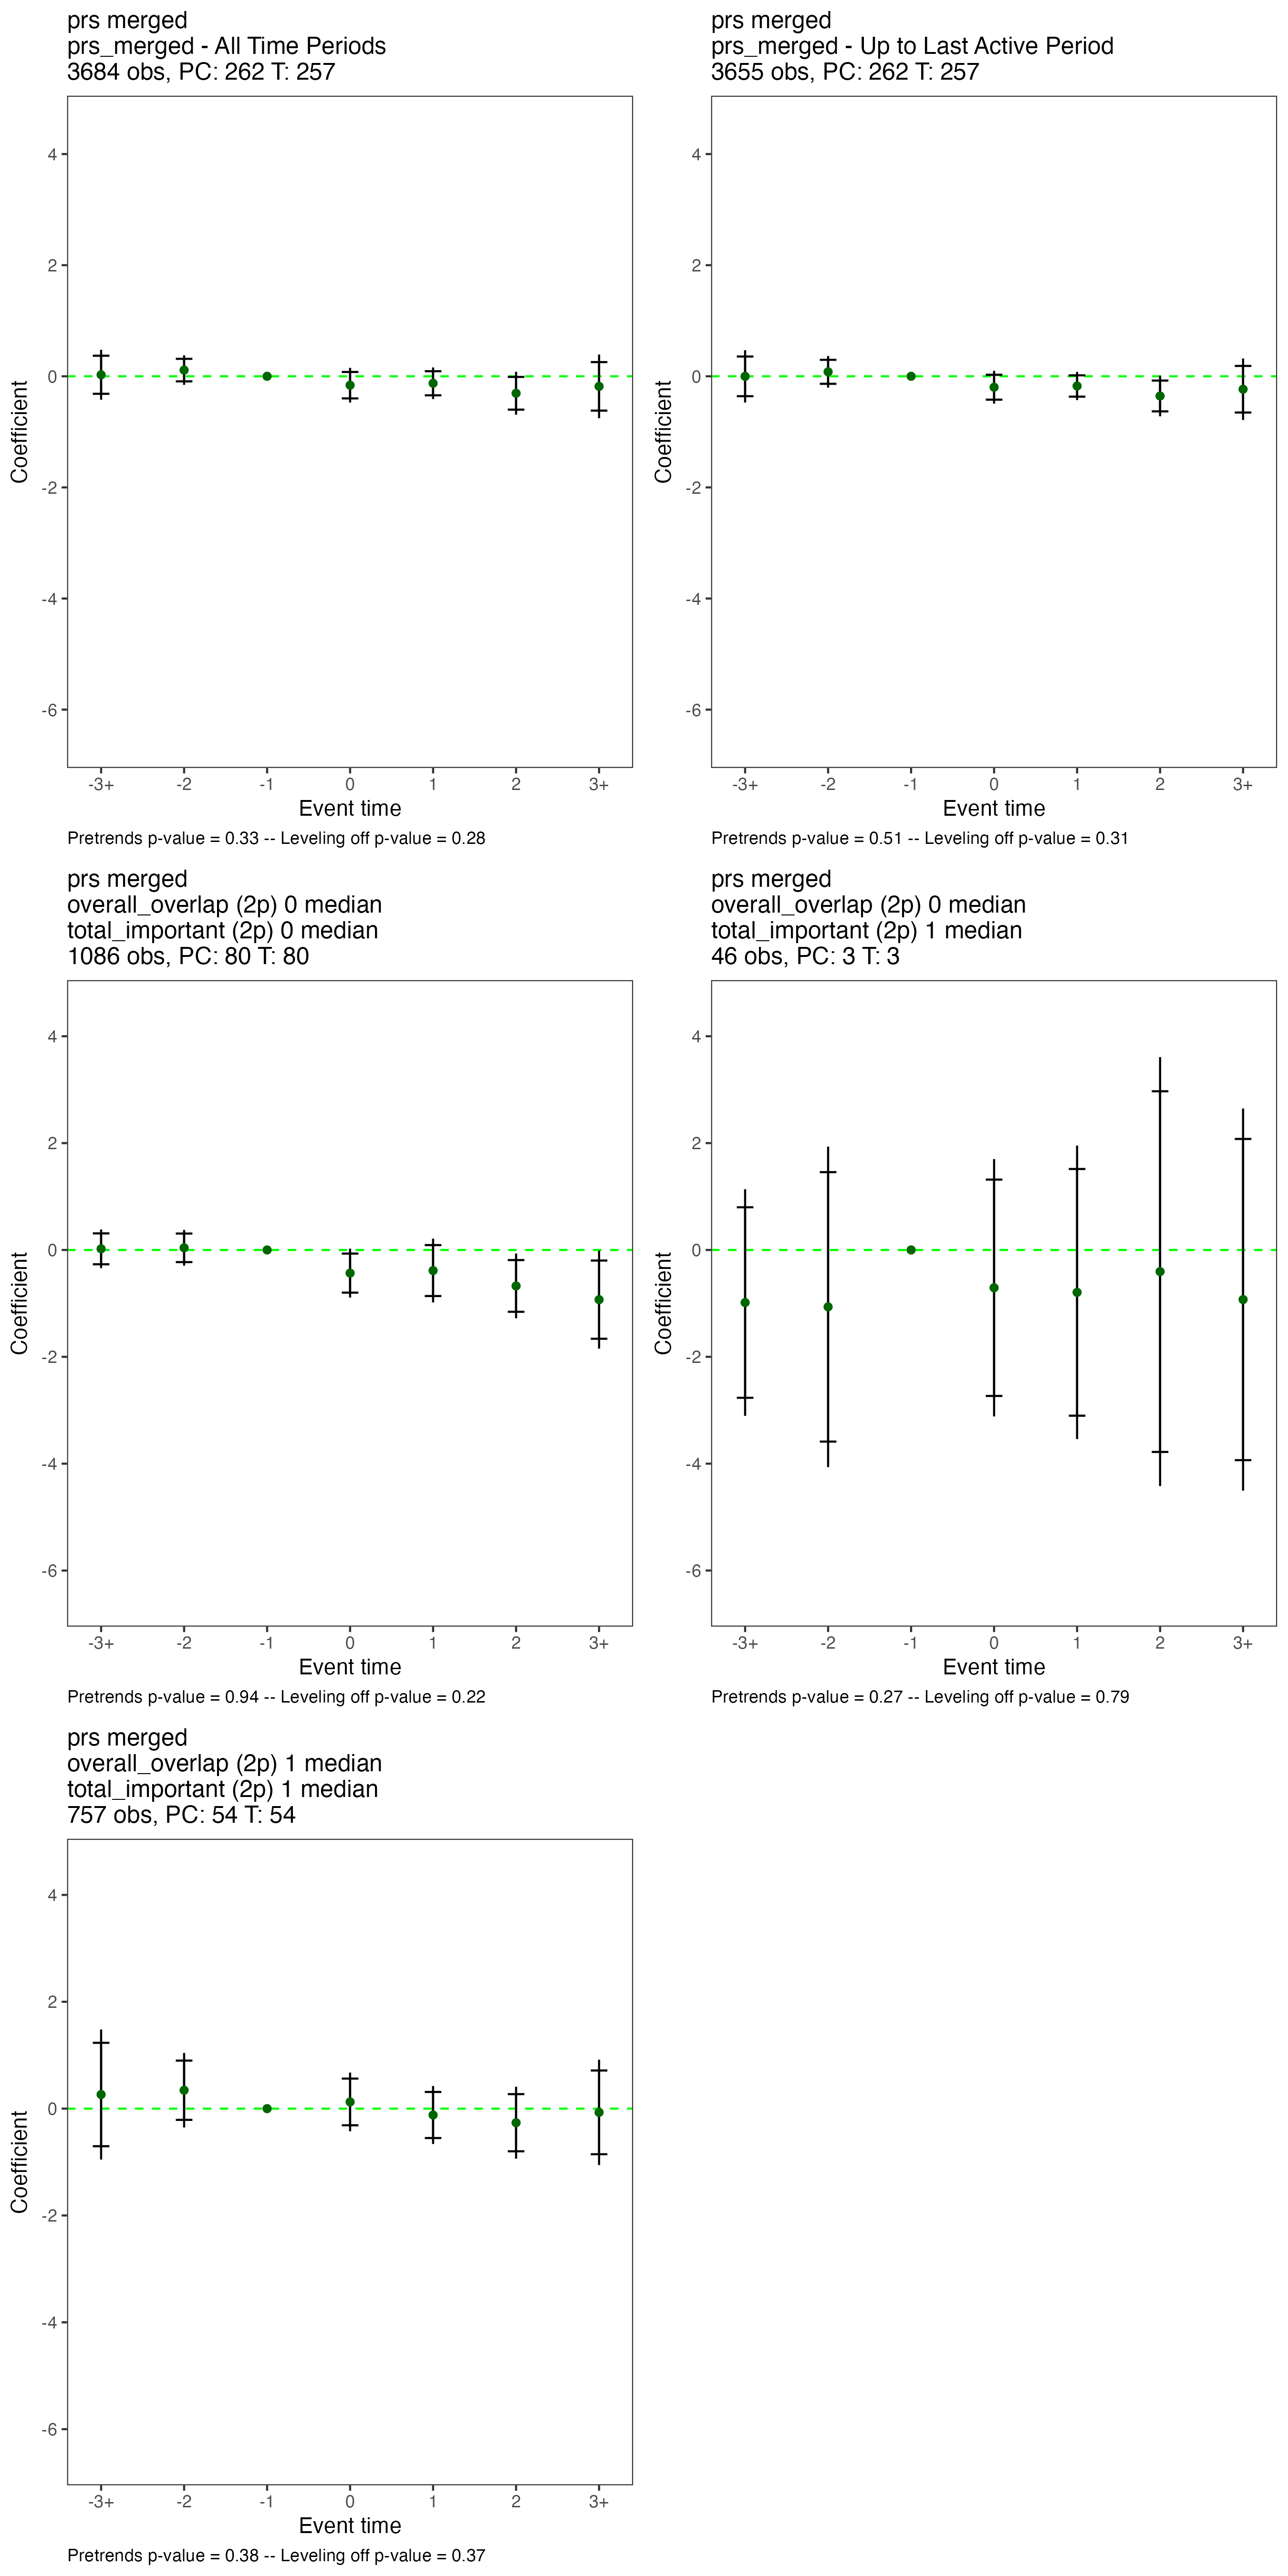 prs merged
prs_merged - All Time Periods
3684 obs, PC: 262 T: 257
4
2
0
-2
-4
-6
Coefficient
-3+ -2 -1 0 1 2 3+
Event time
Pretrends p-value = 0.33 -- Leveling off p-value = 0.28
prs merged
prs_merged - Up to Last Active Period
3655 obs, PC: 262 T: 257
4
2
0
-2
-4
-6
Coefficient
-3+ -2 -1 0 1 2 3+
Event time
Pretrends p-value = 0.51 -- Leveling off p-value = 0.31
prs merged
overall_overlap (2p) 0 median
total_important (2p) 0 median
1086 obs, PC: 80 T: 80
4
2
0
-2
-4
-6
Coefficient
-3+ -2 -1 0 1 2 3+
Event time
Pretrends p-value = 0.94 -- Leveling off p-value = 0.22
prs merged
overall_overlap (2p) 0 median
total_important (2p) 1 median
46 obs, PC: 3 T: 3
4
2
0
-2
-4
-6
Coefficient
-3+ -2 -1 0 1 2 3+
Event time
Pretrends p-value = 0.27 -- Leveling off p-value = 0.79
prs merged
overall_overlap (2p) 1 median
total_important (2p) 1 median
757 obs, PC: 54 T: 54
4
2
0
-2
-4
-6
Coefficient
-3+ -2 -1 0 1 2 3+
Event time
Pretrends p-value = 0.38 -- Leveling off p-value = 0.37